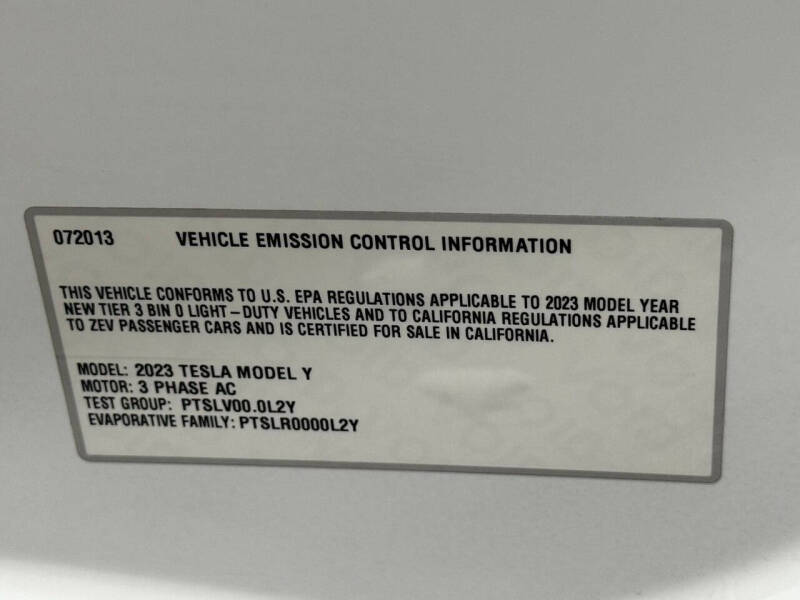 072013 VEHICLE EMISSION CONTROL INFORMATION
THIS VEHICLE CONFORMS TO U.S. EPA REGULATIONS APPLICABLE TO 2023 MODEL YEAR
NEW TIER 3 BIN 0 LIGHT-DUTY VEHICLES AND TO CALIFORNIA REGULATIONS APPLICABLE
TO ZEV PASSENGER CARS AND IS CERTIFIED FOR SALE IN CALIFORNIA.
MODEL: 2023 TESLA MODEL Y
MOTOR: 3 PHASE AC
TEST GROUP: PTSLV00.0L2Y
EVAPORATIVE FAMILY: PTSLR0000L2Y